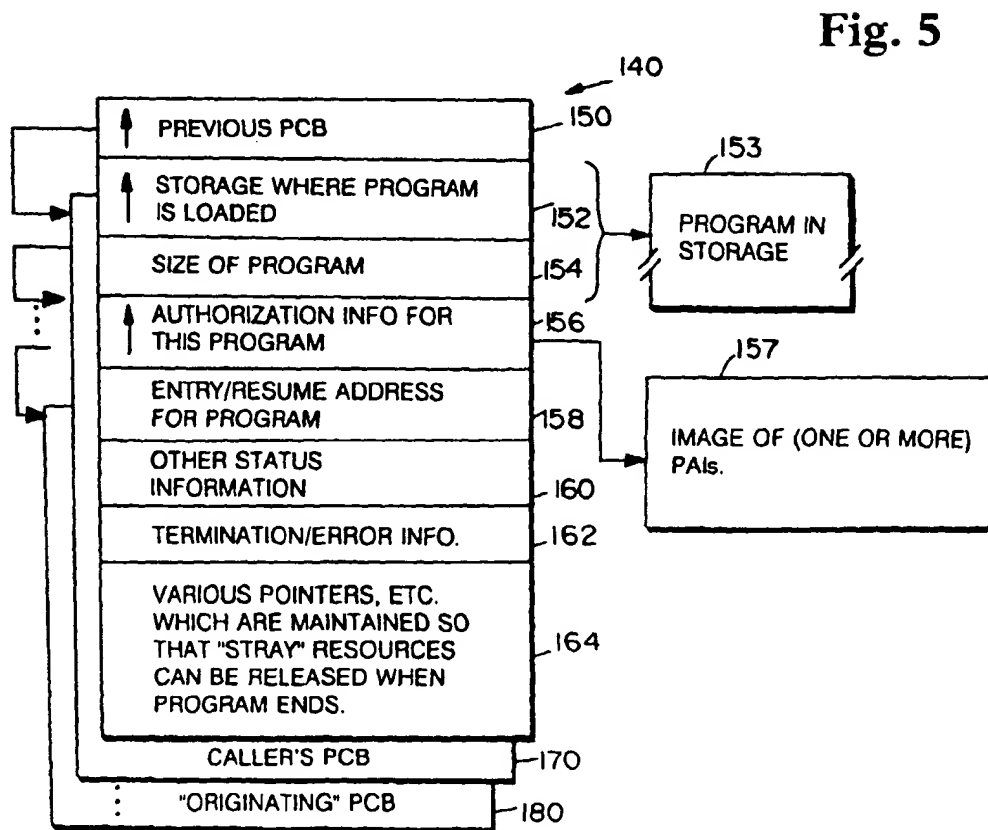 Fig. 5
140
PREVIOUS PCB
150
STORAGE WHERE PROGRAM
IS LOADED
152
SIZE OF PROGRAM
154
153
PROGRAM IN
STORAGE
AUTHORIZATION INFO FOR
THIS PROGRAM
156
157
IMAGE OF (ONE OR MORE)
PAIs.
ENTRY/RESUME ADDRESS
FOR PROGRAM
158
OTHER STATUS
INFORMATION
160
TERMINATION/ERROR INFO.
162
VARIOUS POINTERS, ETC.
WHICH ARE MAINTAINED SO
THAT "STRAY" RESOURCES
CAN BE RELEASED WHEN
PROGRAM ENDS.
164
CALLER'S PCB
170
"ORIGINATING" PCB
180